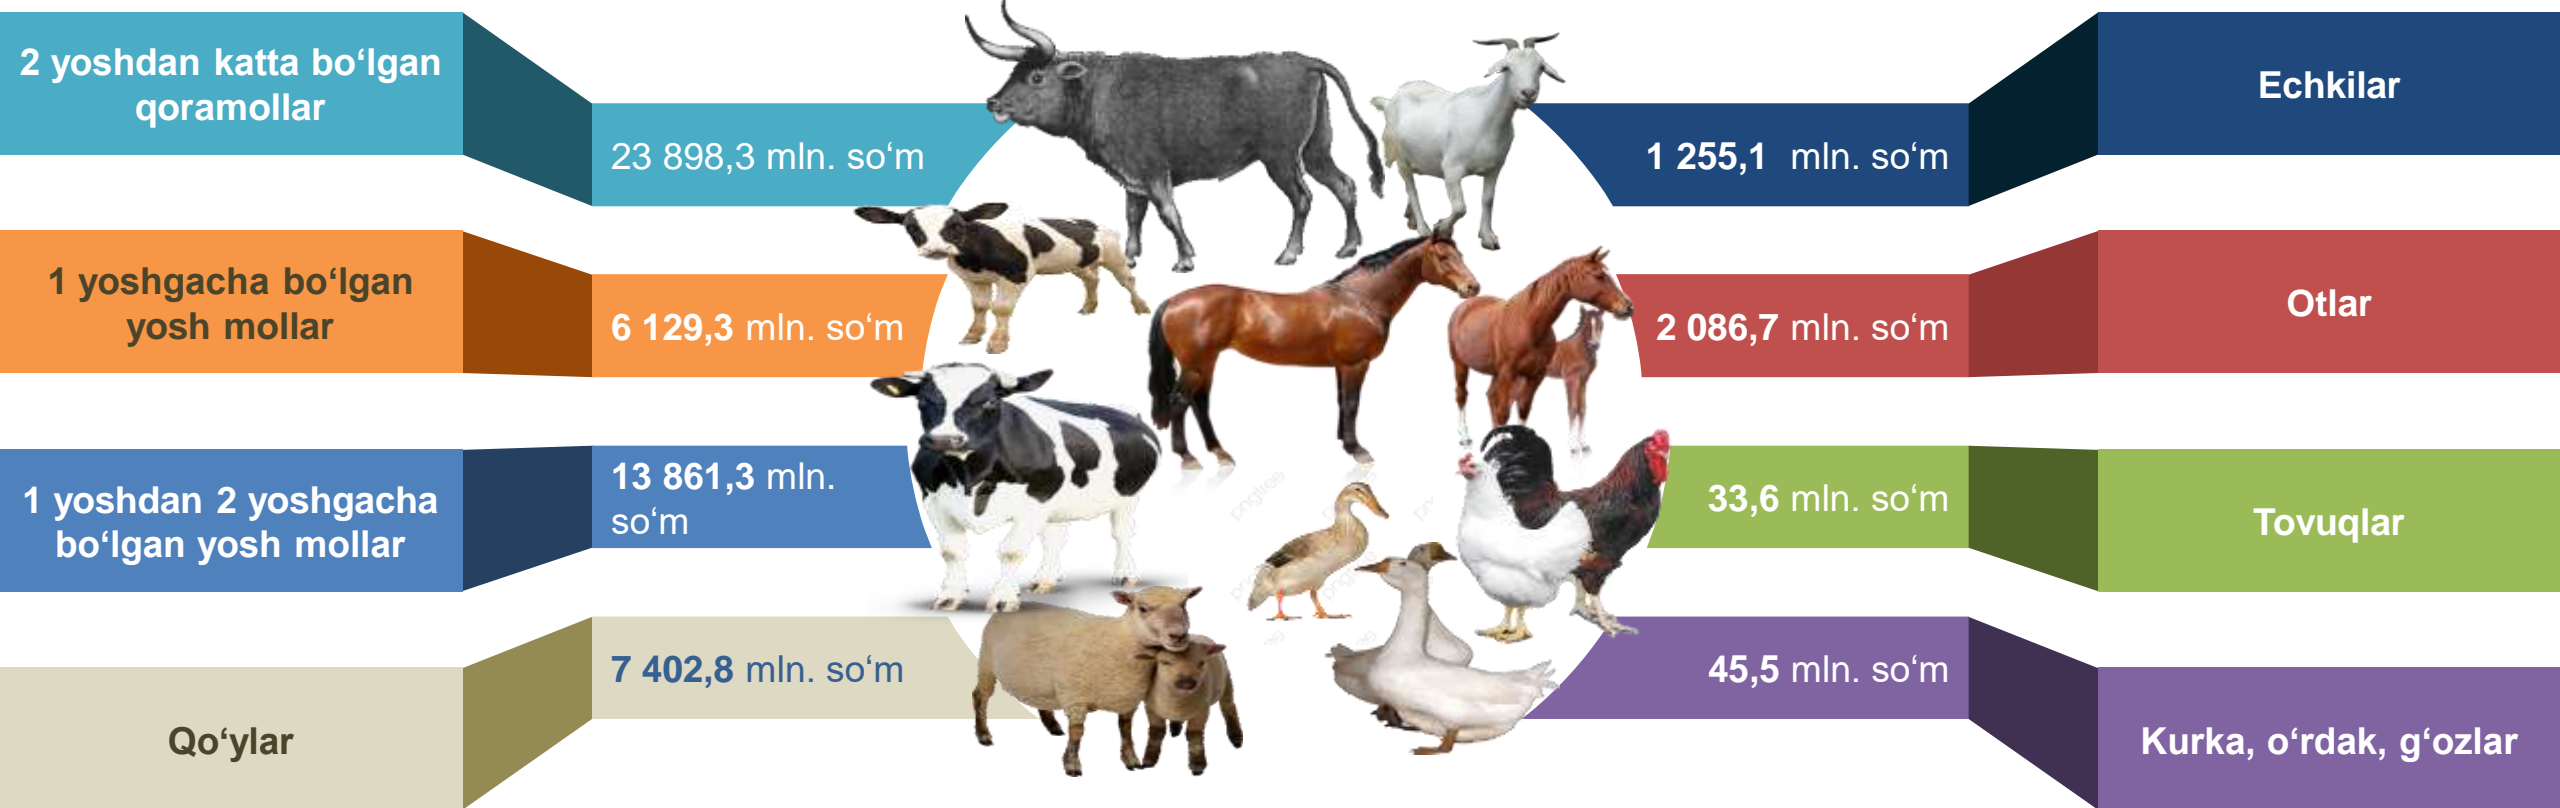 2 yoshdan katta bo‘lgan
qoramollar
23 898,3 mln. so‘m
1 yoshgacha bo‘lgan
yosh mollar
6 129,3 mln. so‘m
1 yoshdan 2 yoshgacha
bo‘lgan yosh mollar
13 861,3 mln.
so‘m
Qo‘ylar
7 402,8 mln. so‘m
Echkilar
1 255,1 mln. so‘m
Otlar
2 086,7 mln. so‘m
Tovuqlar
33,6 mln. so‘m
Kurka, o‘rdak, g‘ozlar
45,5 mln. so‘m
pngtree